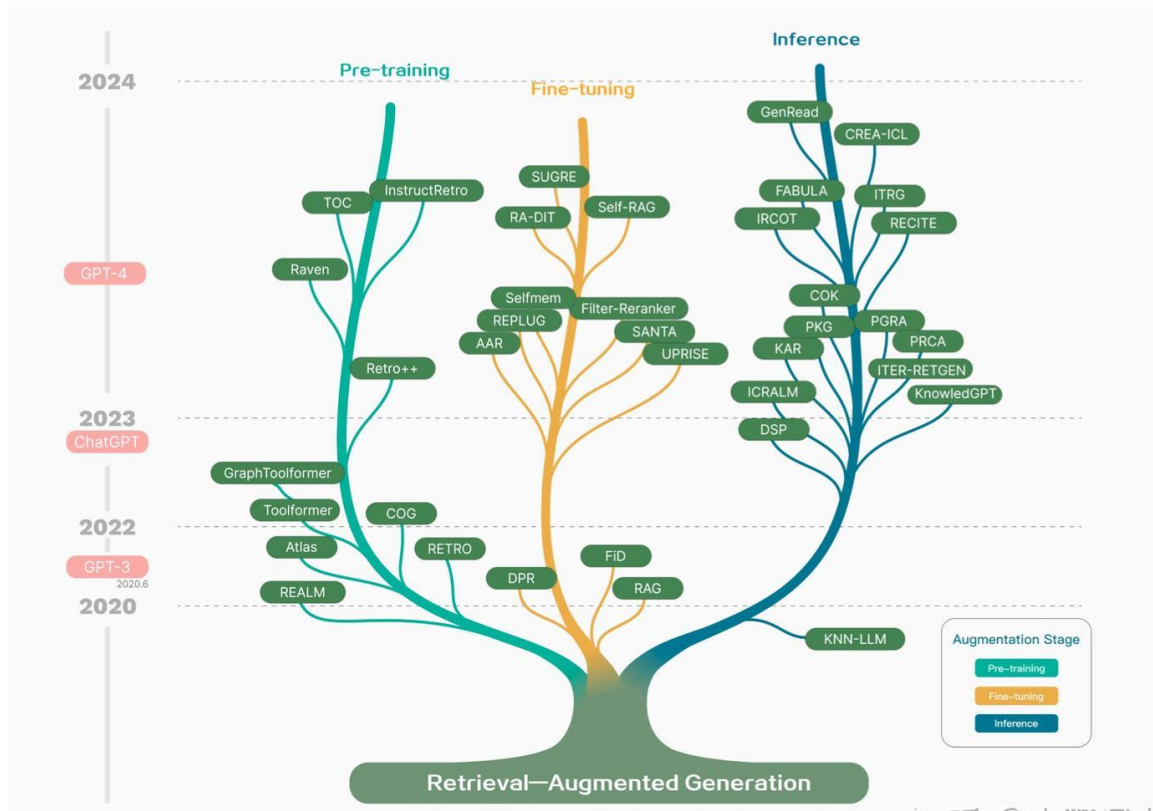 Inference
Pre-training
2024
Fine-tuning
GenRead
CREA-ICL
SUGRE
InstructRetro
FABULA
ITRG
TOC
RA-DIT
Self-RAG
IRCOT
RECITE
GPT-4
Raven
Selfmem
COK
Filter-Reranker
REPLUG
PKG
PGRA
SANTA
AAR
KAR
PRCA
UPRISE
Retro++
ITER-RETGEN
ICRALM
KnowledGPT
2023
ChatGPT
DSP
GraphToolformer
Toolformer
COG
2022
Atlas
RETRO
FiD
GPT-3
2020.6
DPR
REALM
RAG
2020
KNN-LLM
Augmentation Stage
Pre-training
Fine-tuning
Inference
Retrieval—Augmented Generation